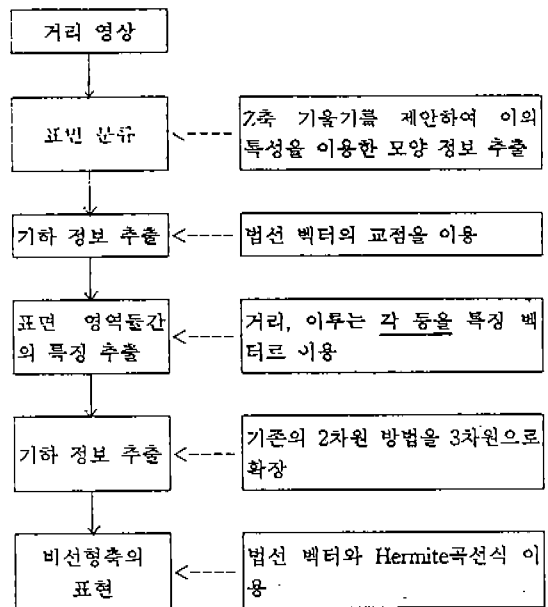 거리 영상
표면 분류
Z축 기울기를 제안하여 이의
특성을 이용한 모양 정보 추출
기하 정보 추출
법선 벡터의 교점을 이용
표면 영역들간
의 특징 추출
거리, 이루는 각 등을 특징 벡
터르 이용
기하 정보 추출
기존의 2차원 방법을 3차원으로
확장
비선형축의
표현
법선 벡터와 Hermite곡선식 이
용